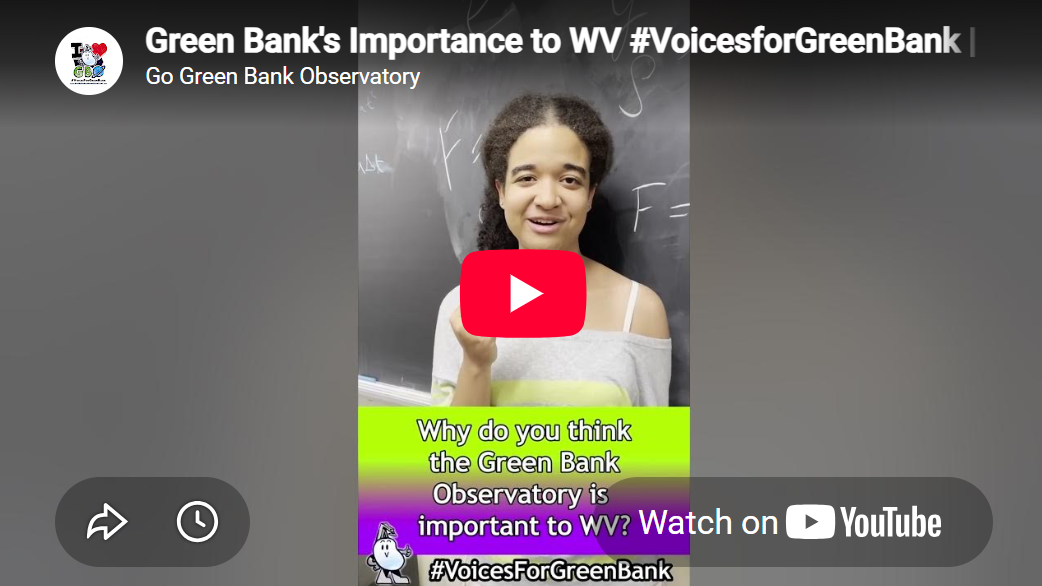 Green Bank's Importance to WV #VoicesforGreenBank |
Go Green Bank Observatory
I
GBO
F =
Why do you think
the Green Bank
Observatory is
important to WV?
Watch on YouTube
#VoicesForGreenBank